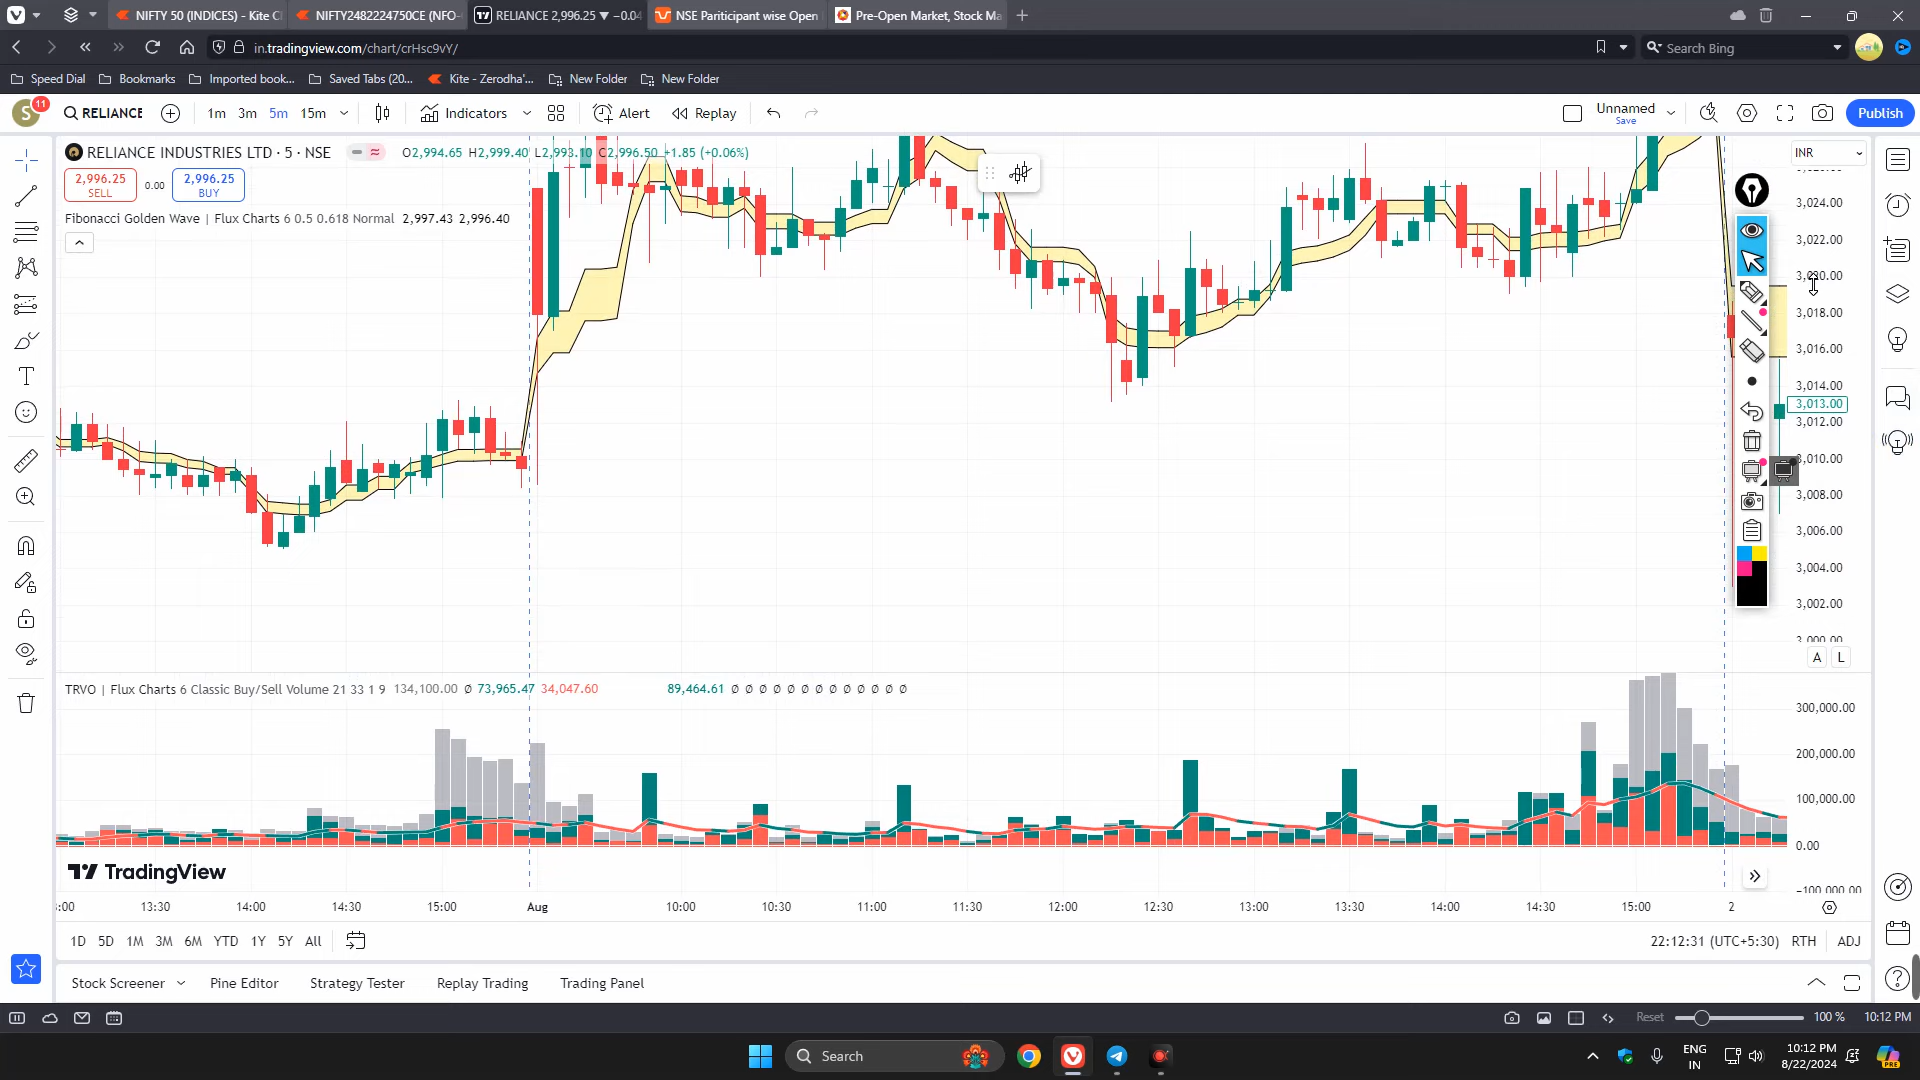 NIFTY 50 (INDICES) - Kite C
NIFTY2482224750CE (NFO-
RELIANCE 2,996.25 ▼ −0.04
NSE Pariticipant wise Open
Pre-Open Market, Stock Ma
in.tradingview.com/chart/crHsc9vY/
Search Bing
Speed Dial
Bookmarks
Imported book...
Saved Tabs (20...
Kite - Zerodha'...
New Folder
New Folder
S
11
RELIANCE
1m 3m 5m 15m
Indicators
Alert
Replay
Unnamed
Save
Publish
RELIANCE INDUSTRIES LTD · 5 · NSE
O2,994.65 H2,999.40 L2,993.10 C2,996.50 +1.85 (+0.06%)
INR
2,996.25
SELL
0.00
2,996.25
BUY
Fibonacci Golden Wave | Flux Charts 6 0.5 0.618 Normal 2,997.43 2,996.40
3,024.00
3,022.00
3,020.00
3,018.00
3,016.00
3,014.00
3,013.00
3,012.00
3,010.00
3,008.00
3,006.00
3,004.00
3,002.00
3,000.00
A L
TRVO | Flux Charts 6 Classic Buy/Sell Volume 21 33 1 9 134,100.00 Ø 73,965.47 34,047.60 89,464.61 Ø Ø Ø Ø Ø Ø Ø Ø Ø Ø Ø Ø Ø
300,000.00
200,000.00
100,000.00
0.00
−100,000.00
TradingView
:00 13:30 14:00 14:30 15:00 Aug 10:00 10:30 11:00 11:30 12:00 12:30 13:00 13:30 14:00 14:30 15:00 2
1D 5D 1M 3M 6M YTD 1Y 5Y All
22:12:31 (UTC+5:30) RTH ADJ
Stock Screener
Pine Editor
Strategy Tester
Replay Trading
Trading Panel
Reset
100 %
10:12 PM
Search
ENG
IN
10:12 PM
8/22/2024
PRE